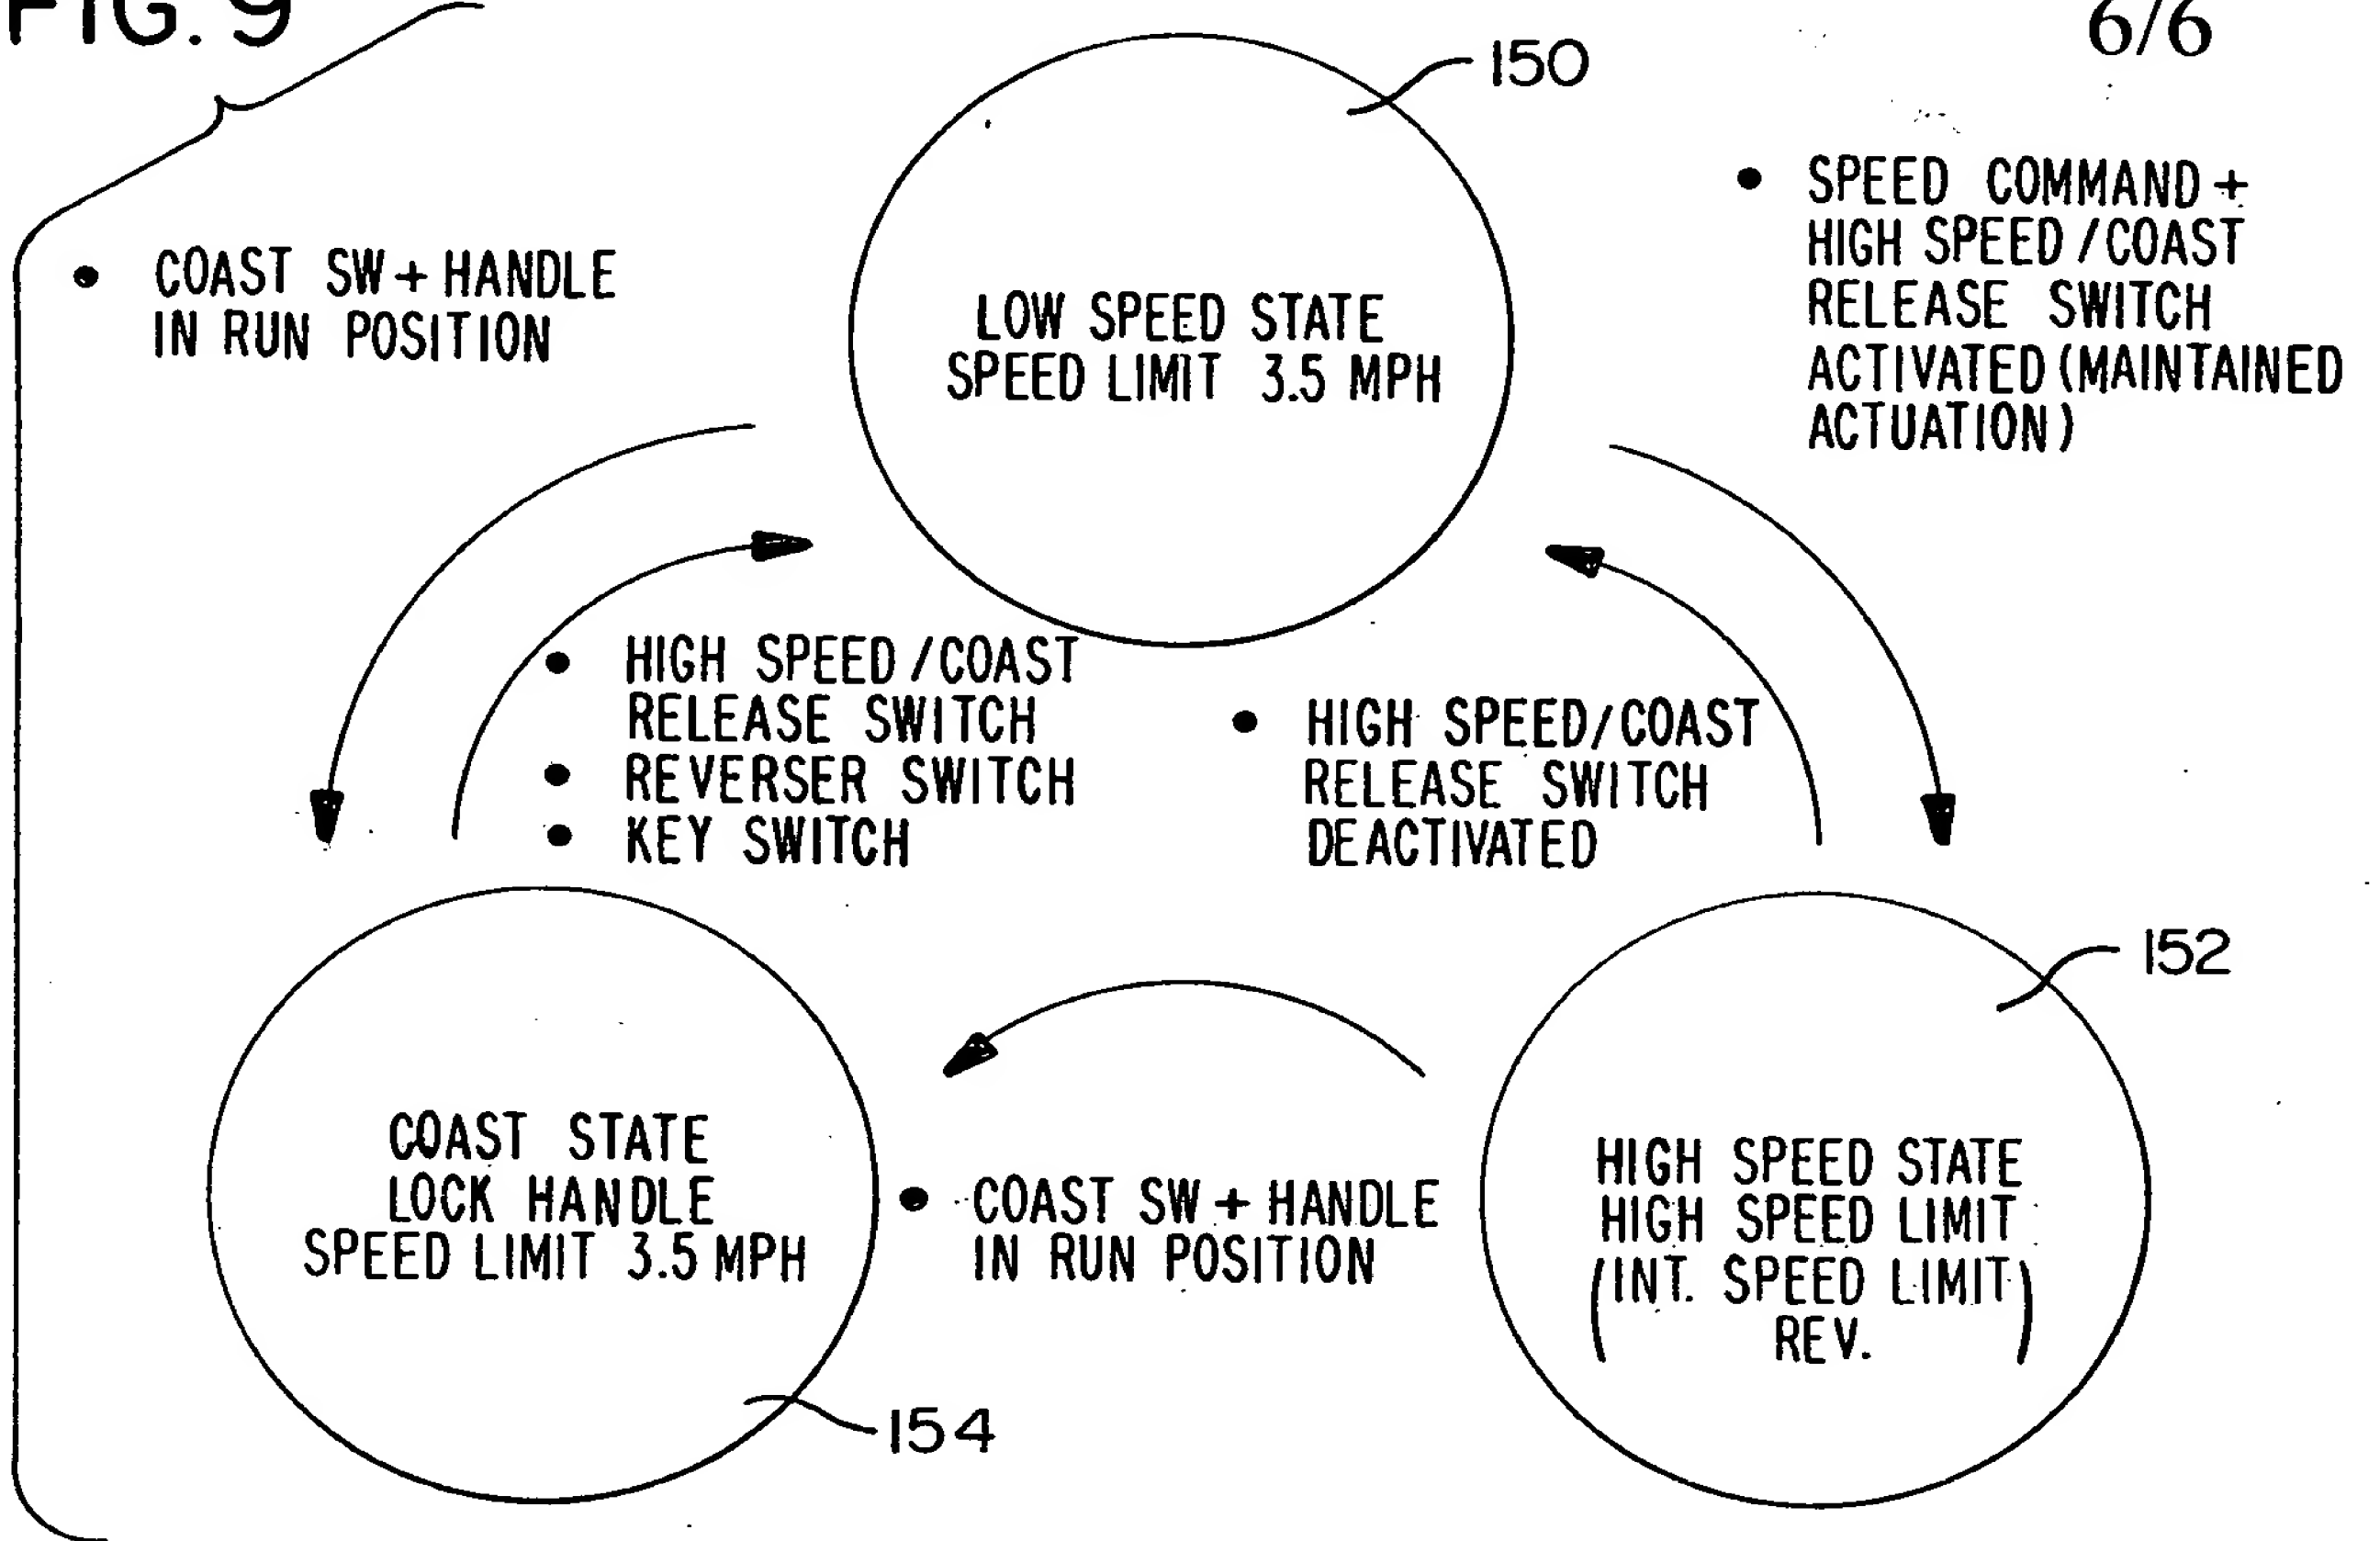 FIG. 9
6/6
150
• SPEED COMMAND +
HIGH SPEED / COAST
RELEASE SWITCH
ACTIVATED (MAINTAINED
ACTUATION)
• COAST SW + HANDLE
IN RUN POSITION
LOW SPEED STATE
SPEED LIMIT 3.5 MPH
• HIGH SPEED / COAST
RELEASE SWITCH
• REVERSER SWITCH
• KEY SWITCH
• HIGH SPEED/COAST
RELEASE SWITCH
DEACTIVATED
152
COAST STATE
LOCK HANDLE
SPEED LIMIT 3.5 MPH
• COAST SW + HANDLE
IN RUN POSITION
HIGH SPEED STATE
HIGH SPEED LIMIT
(INT. SPEED LIMIT)
REV.
154